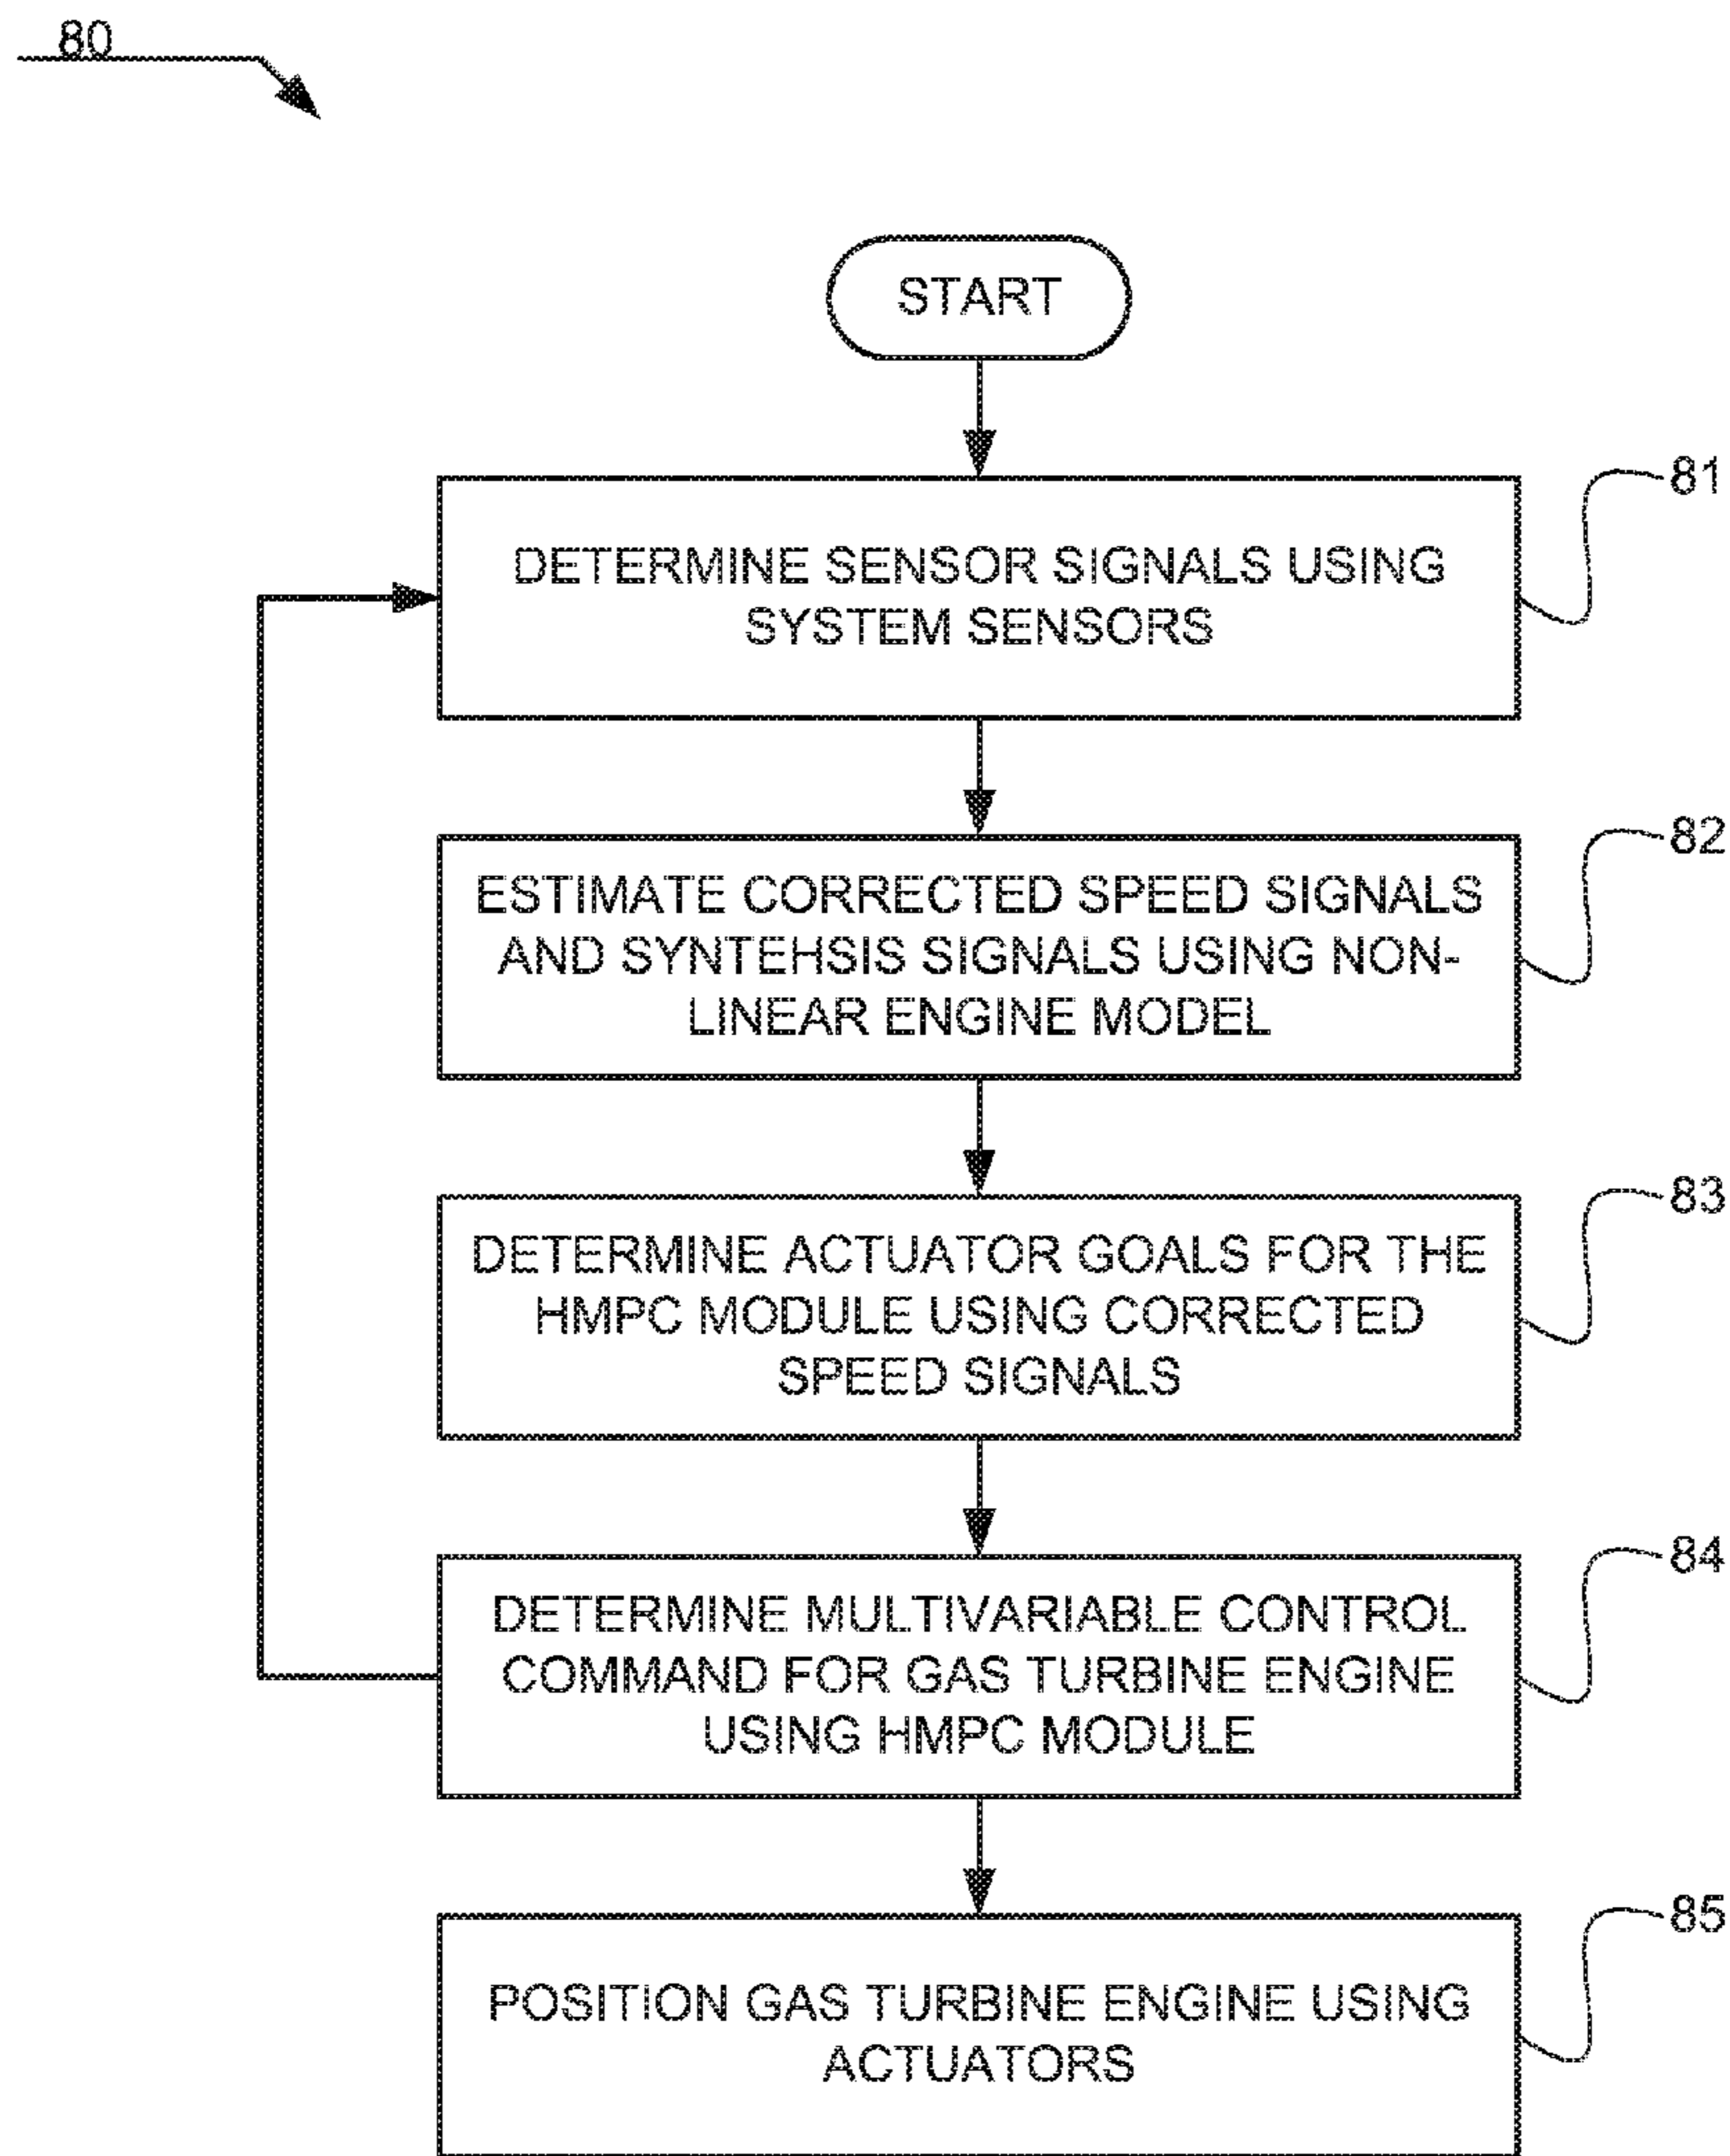 80
START
81
DETERMINE SENSOR SIGNALS USING
SYSTEM SENSORS
82
ESTIMATE CORRECTED SPEED SIGNALS
AND SYNTEHSIS SIGNALS USING NON-
LINEAR ENGINE MODEL
83
DETERMINE ACTUATOR GOALS FOR THE
HMPC MODULE USING CORRECTED
SPEED SIGNALS
84
DETERMINE MULTIVARIABLE CONTROL
COMMAND FOR GAS TURBINE ENGINE
USING HMPC MODULE
85
POSITION GAS TURBINE ENGINE USING
ACTUATORS